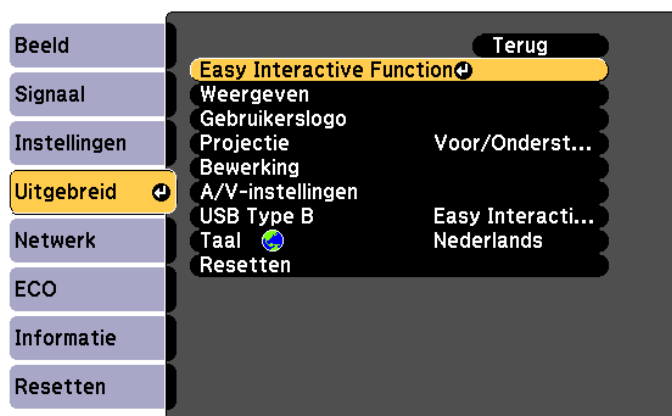 Beeld
Signaal
Instellingen
Uitgebreid
Netwerk
ECO
Informatie
Resetten
Terug
Easy Interactive Function
Weergeven
Gebruikerslogo
Projectie Voor/Onderst...
Bewerking
A/V-instellingen
USB Type B Easy Interacti...
Taal Nederlands
Resetten